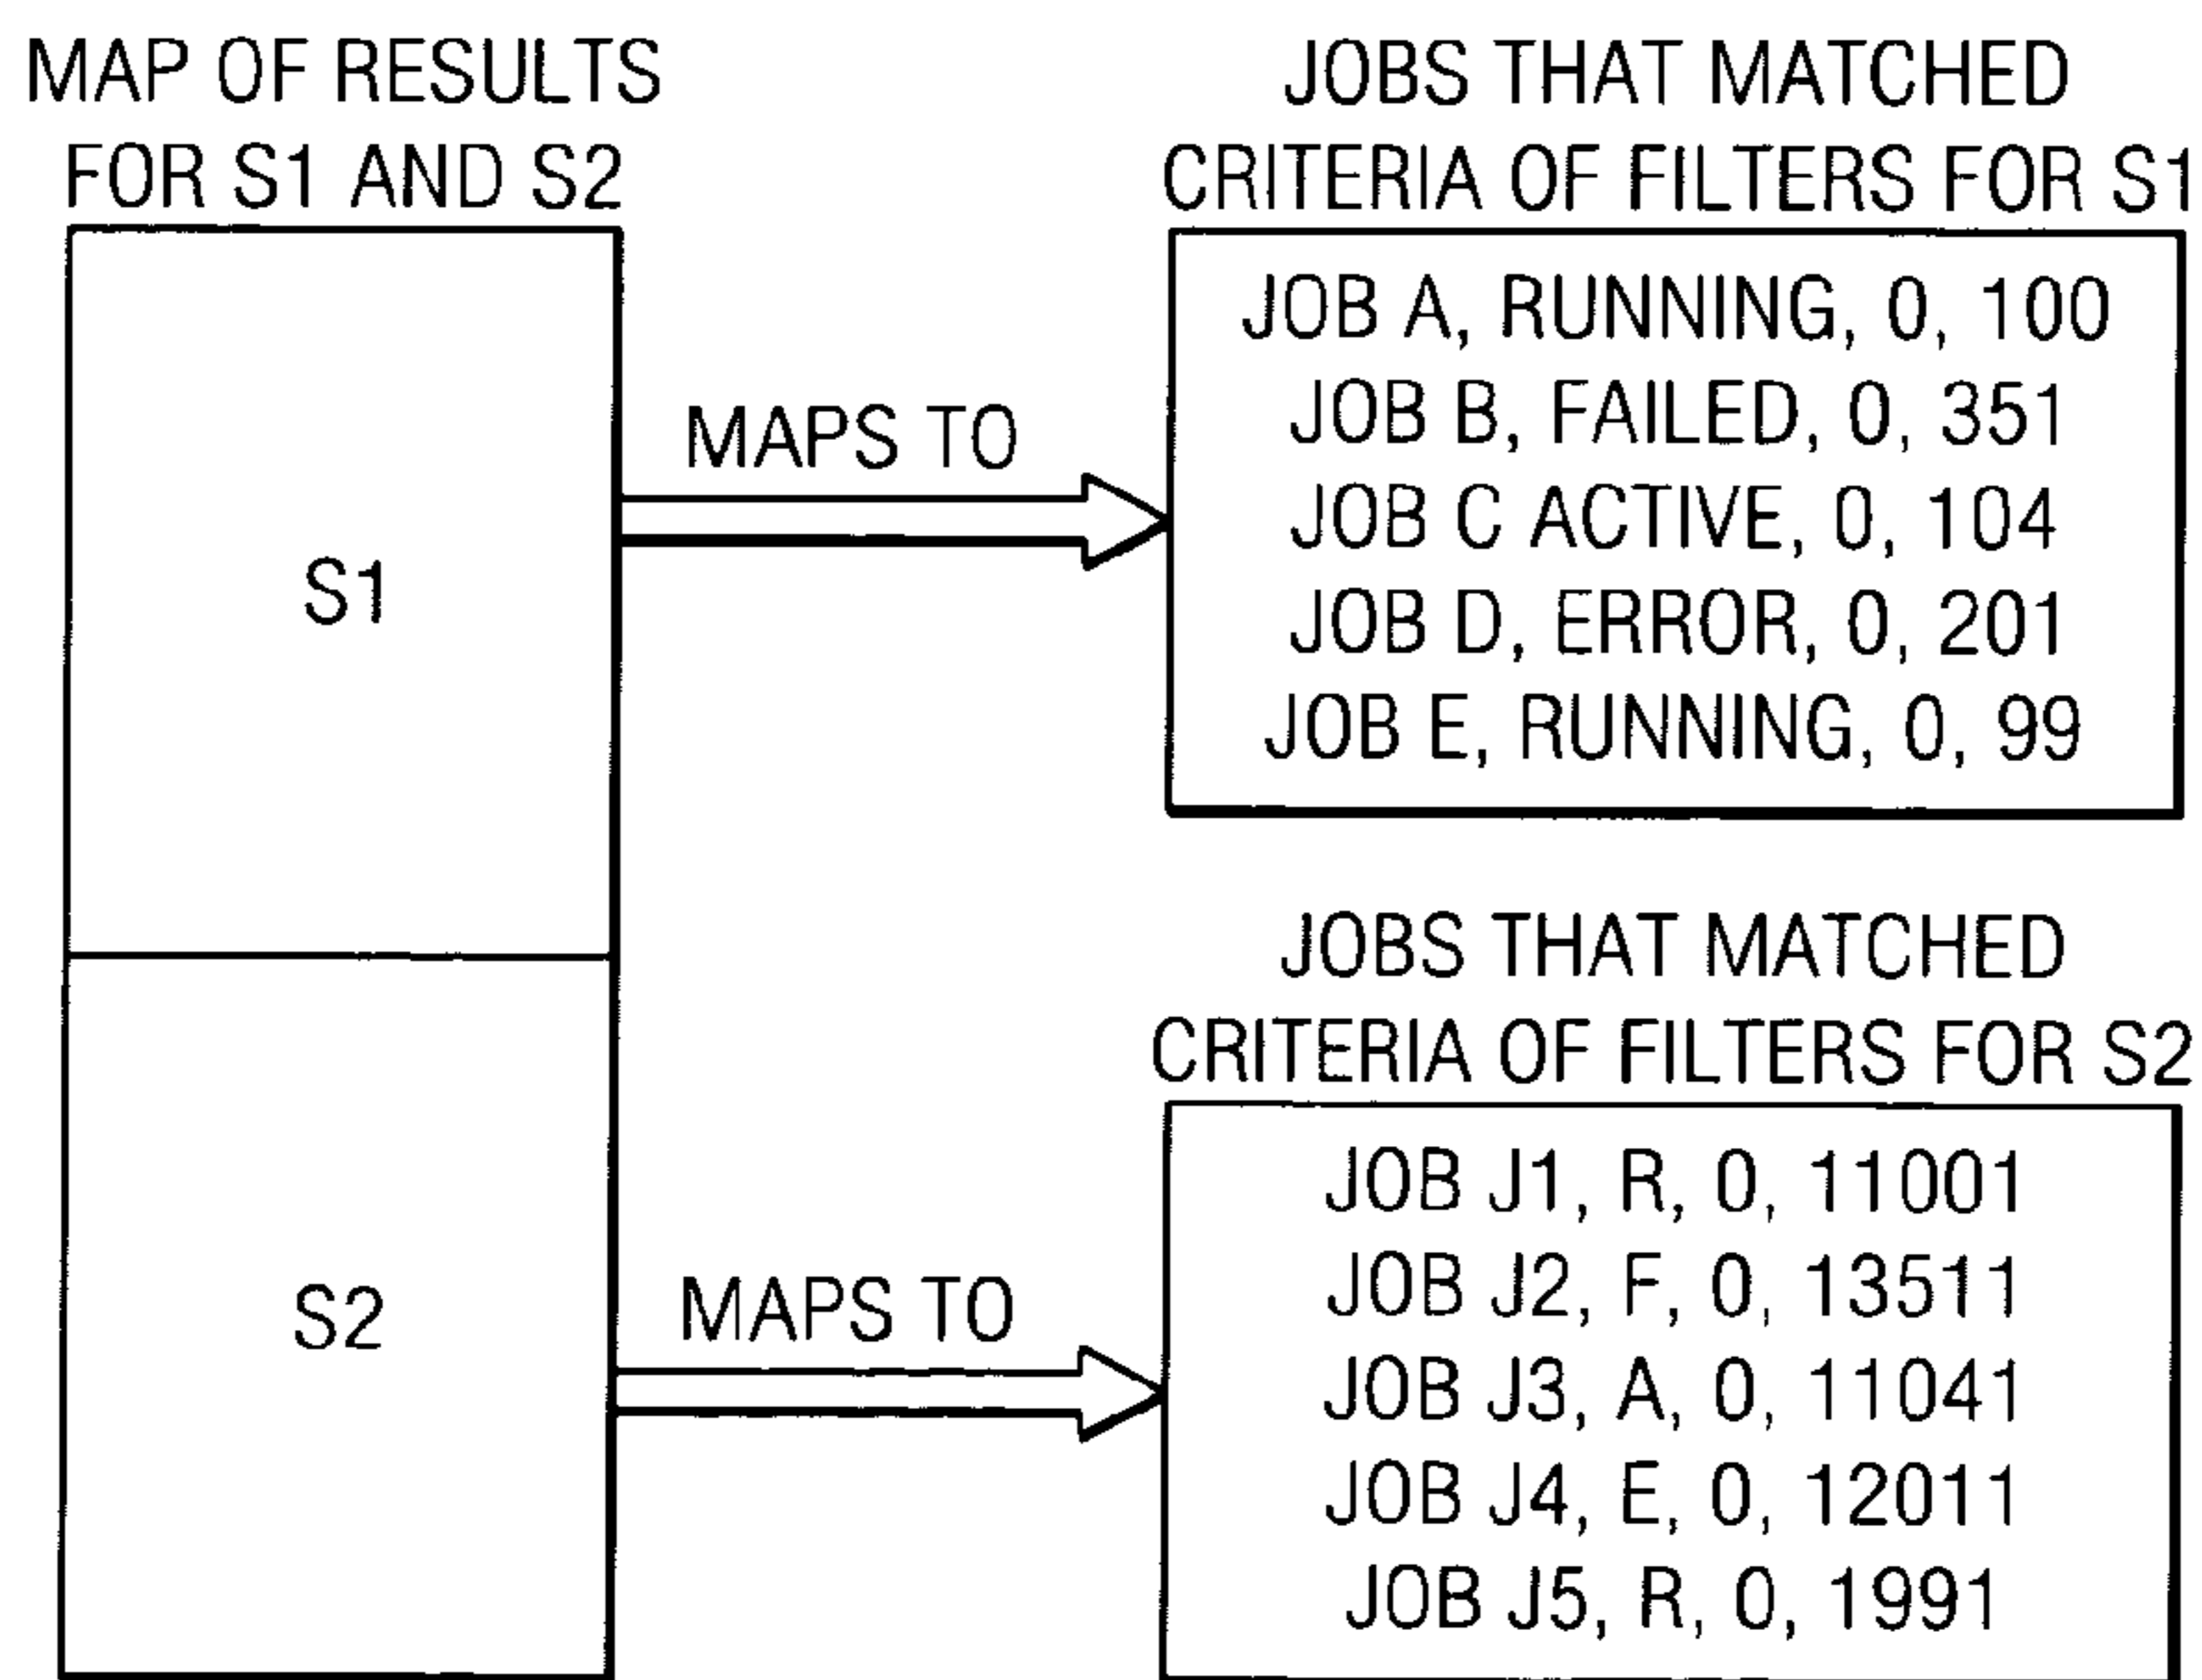 MAP OF RESULTS
FOR S1 AND S2
S1
S2
MAPS TO
MAPS TO
JOBS THAT MATCHED
CRITERIA OF FILTERS FOR S1
JOB A, RUNNING, 0, 100
JOB B, FAILED, 0, 351
JOB C ACTIVE, 0, 104
JOB D, ERROR, 0, 201
JOB E, RUNNING, 0, 99
JOBS THAT MATCHED
CRITERIA OF FILTERS FOR S2
JOB J1, R, 0, 11001
JOB J2, F, 0, 13511
JOB J3, A, 0, 11041
JOB J4, E, 0, 12011
JOB J5, R, 0, 1991